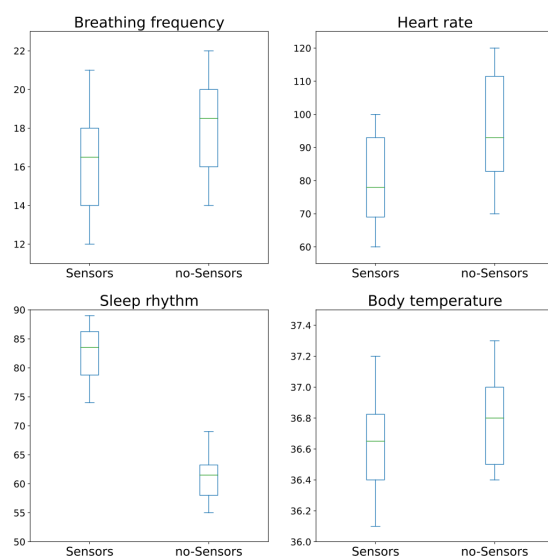 Breathing frequency
22
20
18
16
14
12
Sensors
no-Sensors
Heart rate
120
110
100
90
80
70
60
Sensors
no-Sensors
Sleep rhythm
90
85
80
75
70
65
60
55
50
Sensors
no-Sensors
Body temperature
37.4
37.2
37.0
36.8
36.6
36.4
36.2
36.0
Sensors
no-Sensors